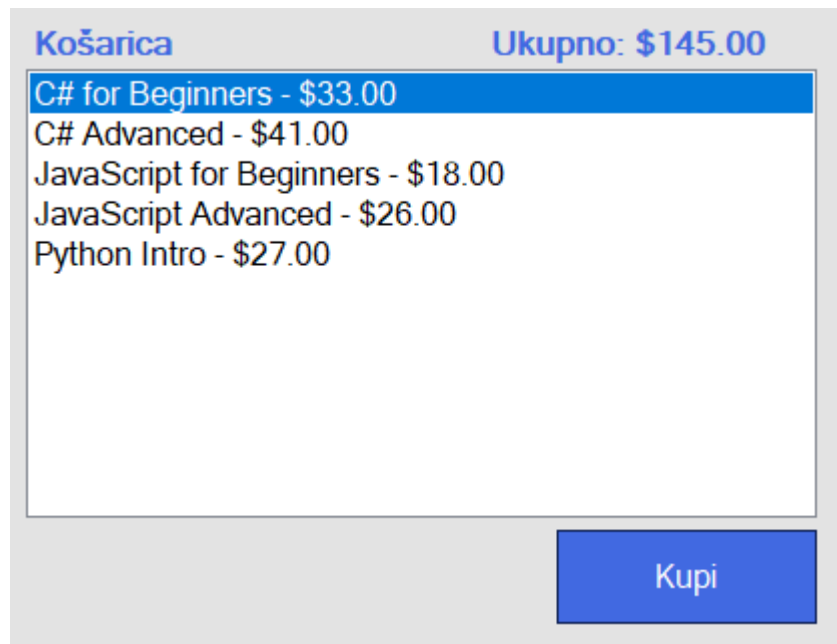 Košarica Ukupno: $145.00
C# for Beginners - $33.00
C# Advanced - $41.00
JavaScript for Beginners - $18.00
JavaScript Advanced - $26.00
Python Intro - $27.00
Kupi